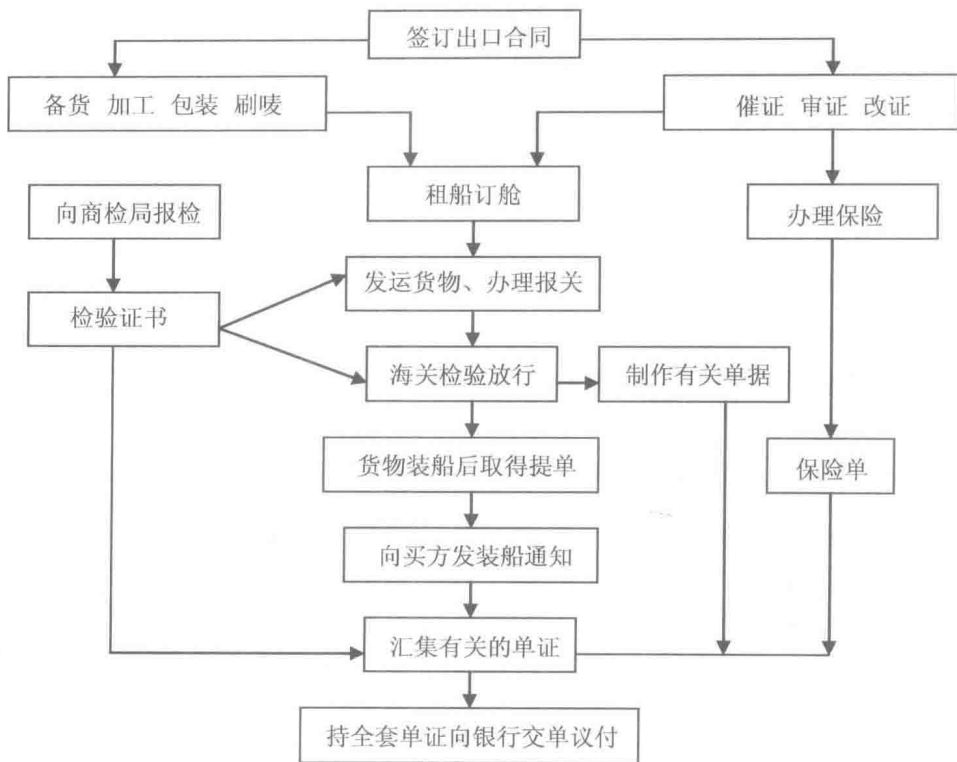 签订出口合同
备货 加工 包装 刷唛
催证 审证 改证
租船订舱
向商检局报检
办理保险
发运货物、办理报关
检验证书
海关检验放行
制作有关单据
货物装船后取得提单
保险单
向买方发装船通知
汇集有关的单证
持全套单证向银行交单议付